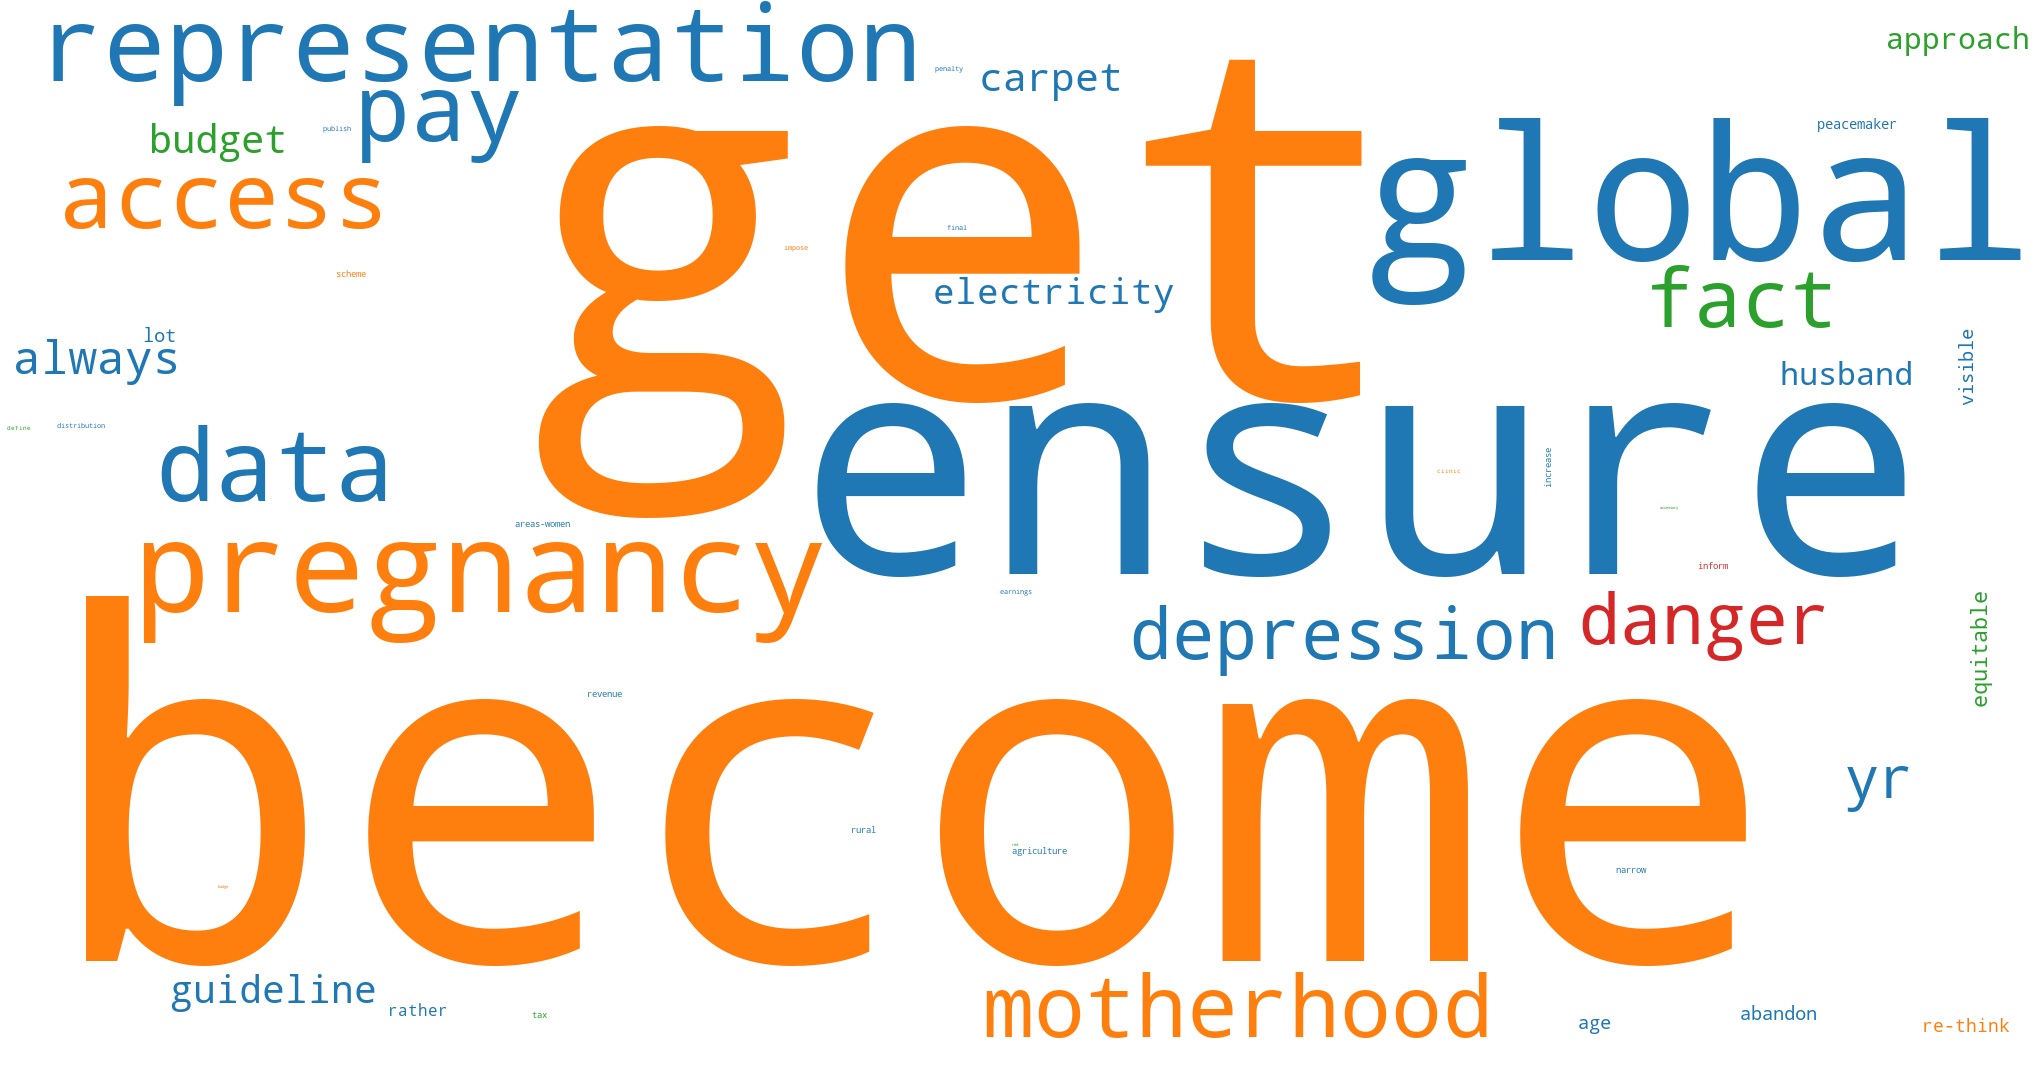 representation
penalty
carpet
approach
get
pay
budget
publish
global
peacemaker
access
final
impose
scheme
electricity
fact
lot
always
husband
visible
ensure
define
distribution
data
clinic
increase
areas-women
pregnancy
inform
earnings
danger
depression
equitable
become
revenue
yr
rural
agriculture
narrow
guideline
rather
tax
motherhood
age
abandon
re-think